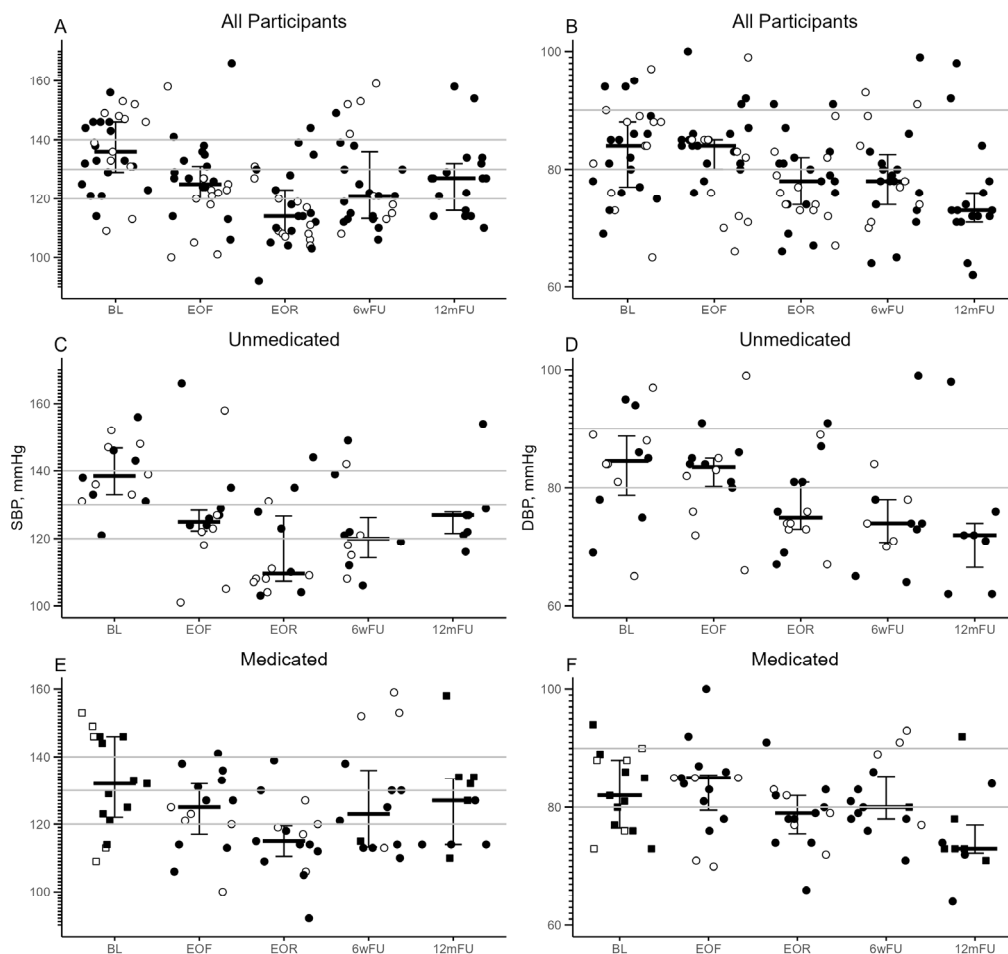 A All Participants
160
140
120
100
BL EOF EOR 6wFU 12mFU
B All Participants
100
80
60
BL EOF EOR 6wFU 12mFU
C Unmedicated
SBP, mmHg
160
140
120
100
BL EOF EOR 6wFU 12mFU
D Unmedicated
DBP, mmHg
100
80
60
BL EOF EOR 6wFU 12mFU
E Medicated
160
140
120
100
BL EOF EOR 6wFU 12mFU
F Medicated
100
80
60
BL EOF EOR 6wFU 12mFU